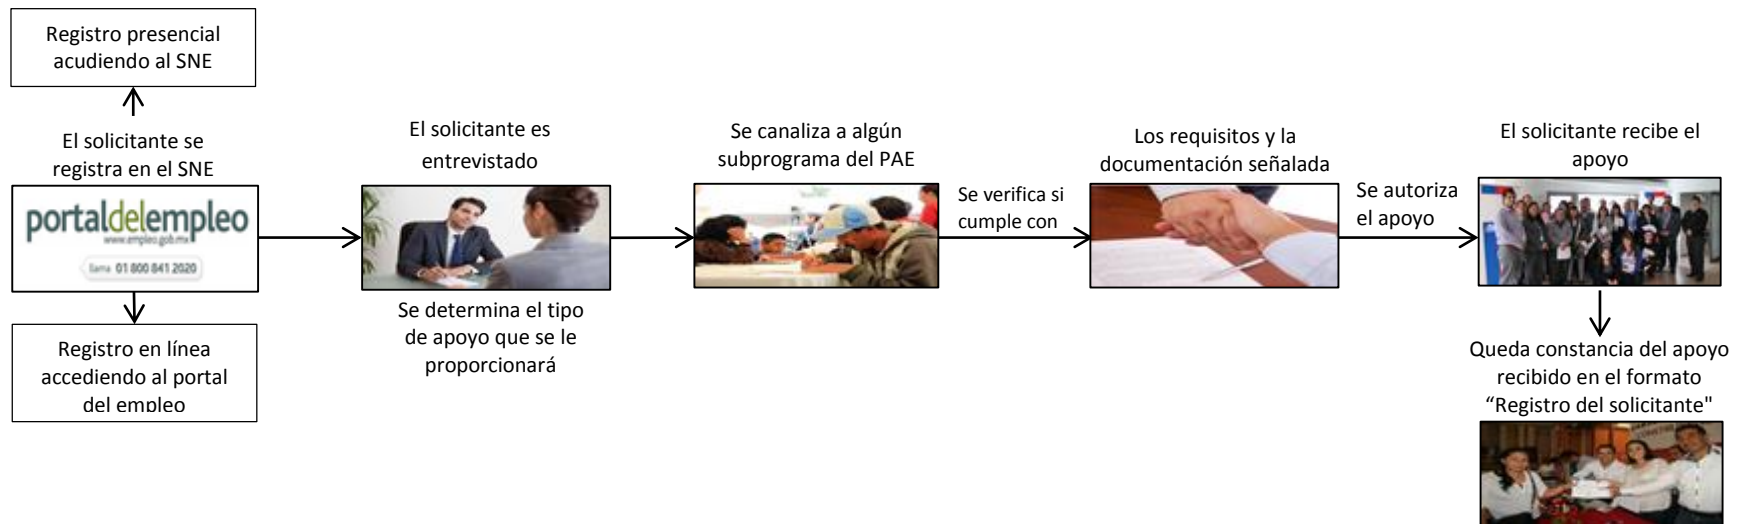 Registro presencial
acudiendo al SNE
El solicitante se
registra en el SNE
portaldelempleo
www.empleo.gob.mx
llama 01 800 841 2020
Registro en línea
accediendo al portal
del empleo
El solicitante es
entrevistado
Se determina el tipo
de apoyo que se le
proporcionará
Se canaliza a algún
subprograma del PAE
Se verifica si
cumple con
Los requisitos y la
documentación señalada
Se autoriza
el apoyo
El solicitante recibe el
apoyo
Queda constancia del apoyo
recibido en el formato
“Registro del solicitante"